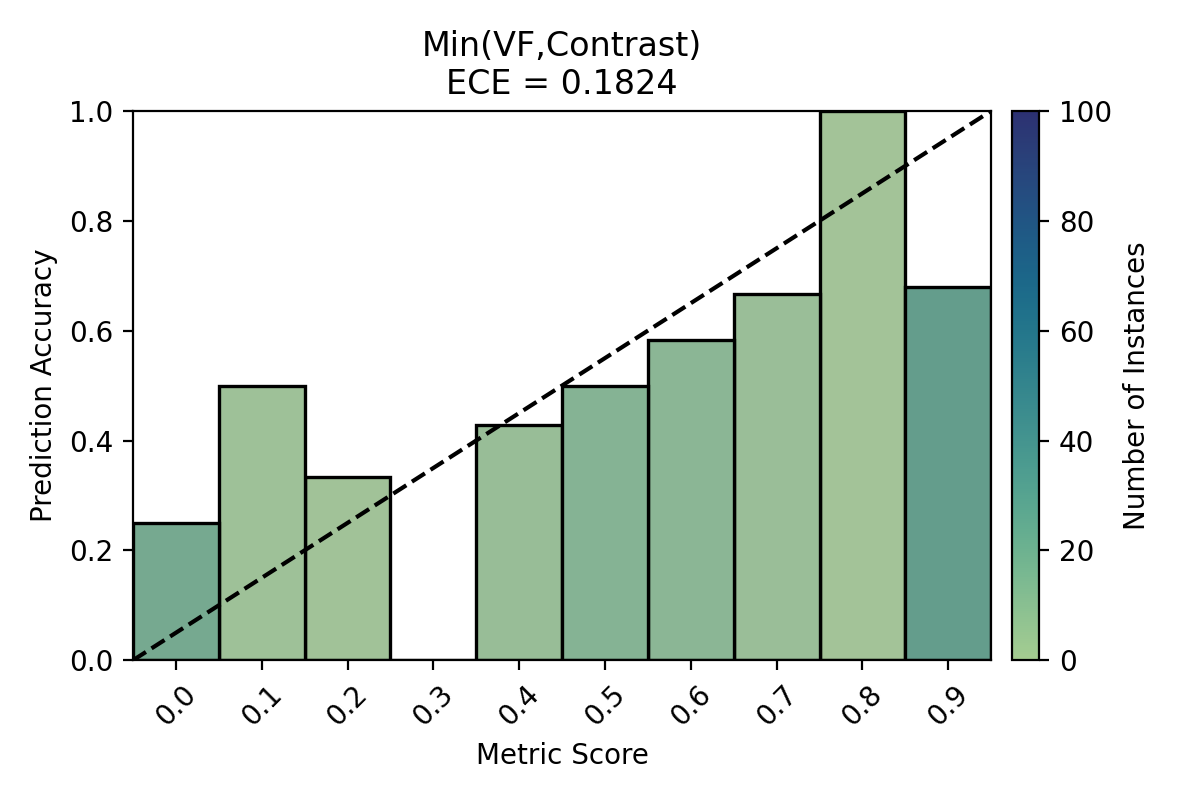 Min(VF,Contrast)
ECE = 0.1824
1.0
0.8
0.6
0.4
0.2
0.0
Prediction Accuracy
0.0 0.1 0.2 0.3 0.4 0.5 0.6 0.7 0.8 0.9
Metric Score
100
80
60
40
20
0
Number of Instances